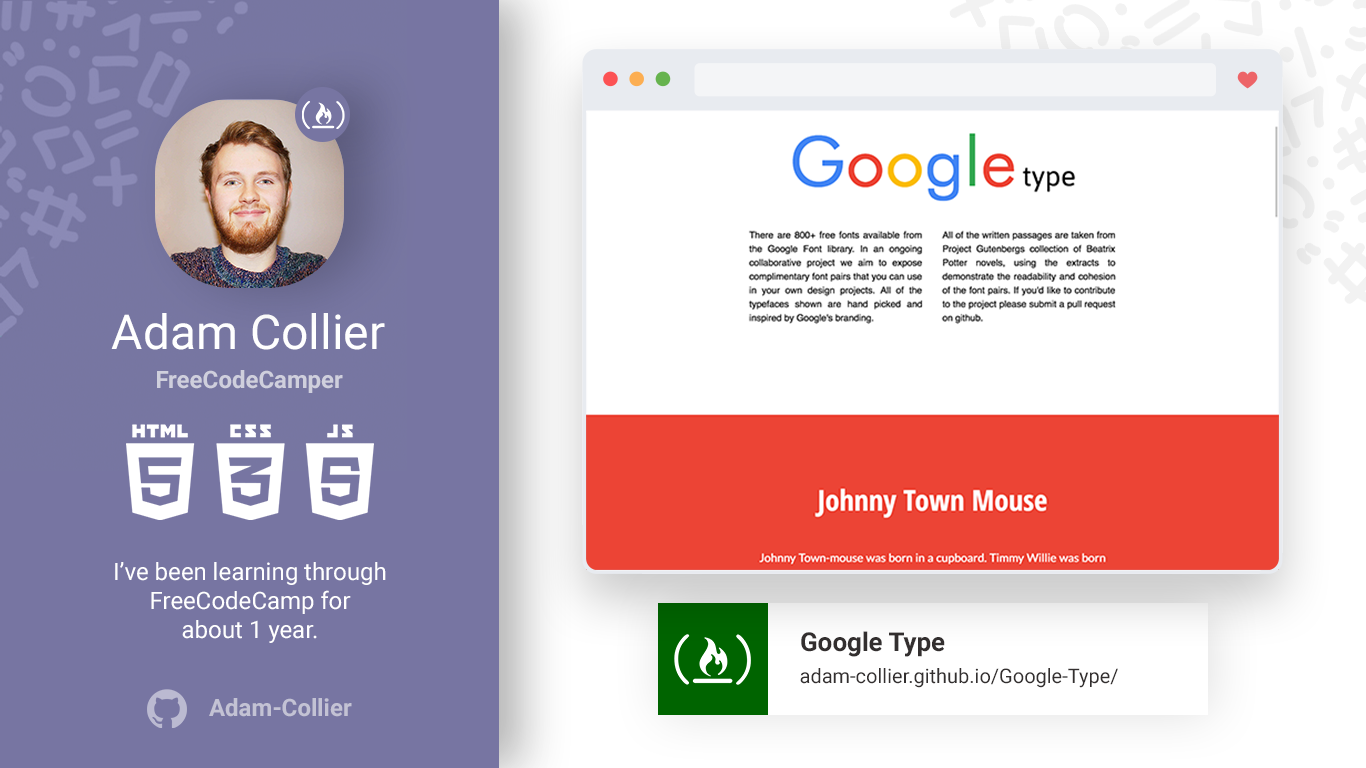 Adam Collier
FreeCodeCamper
HTML CSS JS
5 3 5
I've been learning through
FreeCodeCamp for
about 1 year.
Adam-Collier
Google type
There are 800+ free fonts available from
the Google Font library. In an ongoing
collaborative project we aim to expose
complimentary font pairs that you can use
in your own design projects. All of the
typefaces shown are hand picked and
inspired by Google's branding.
All of the written passages are taken from
Project Gutenbergs collection of Beatrix
Potter novels, using the extracts to
demonstrate the readability and cohesion
of the font pairs. If you'd like to contribute
to the project please submit a pull request
on github.
Johnny Town Mouse
Johnny Town-mouse was born in a cupboard. Timmy Willie was born
Google Type
adam-collier.github.io/Google-Type/